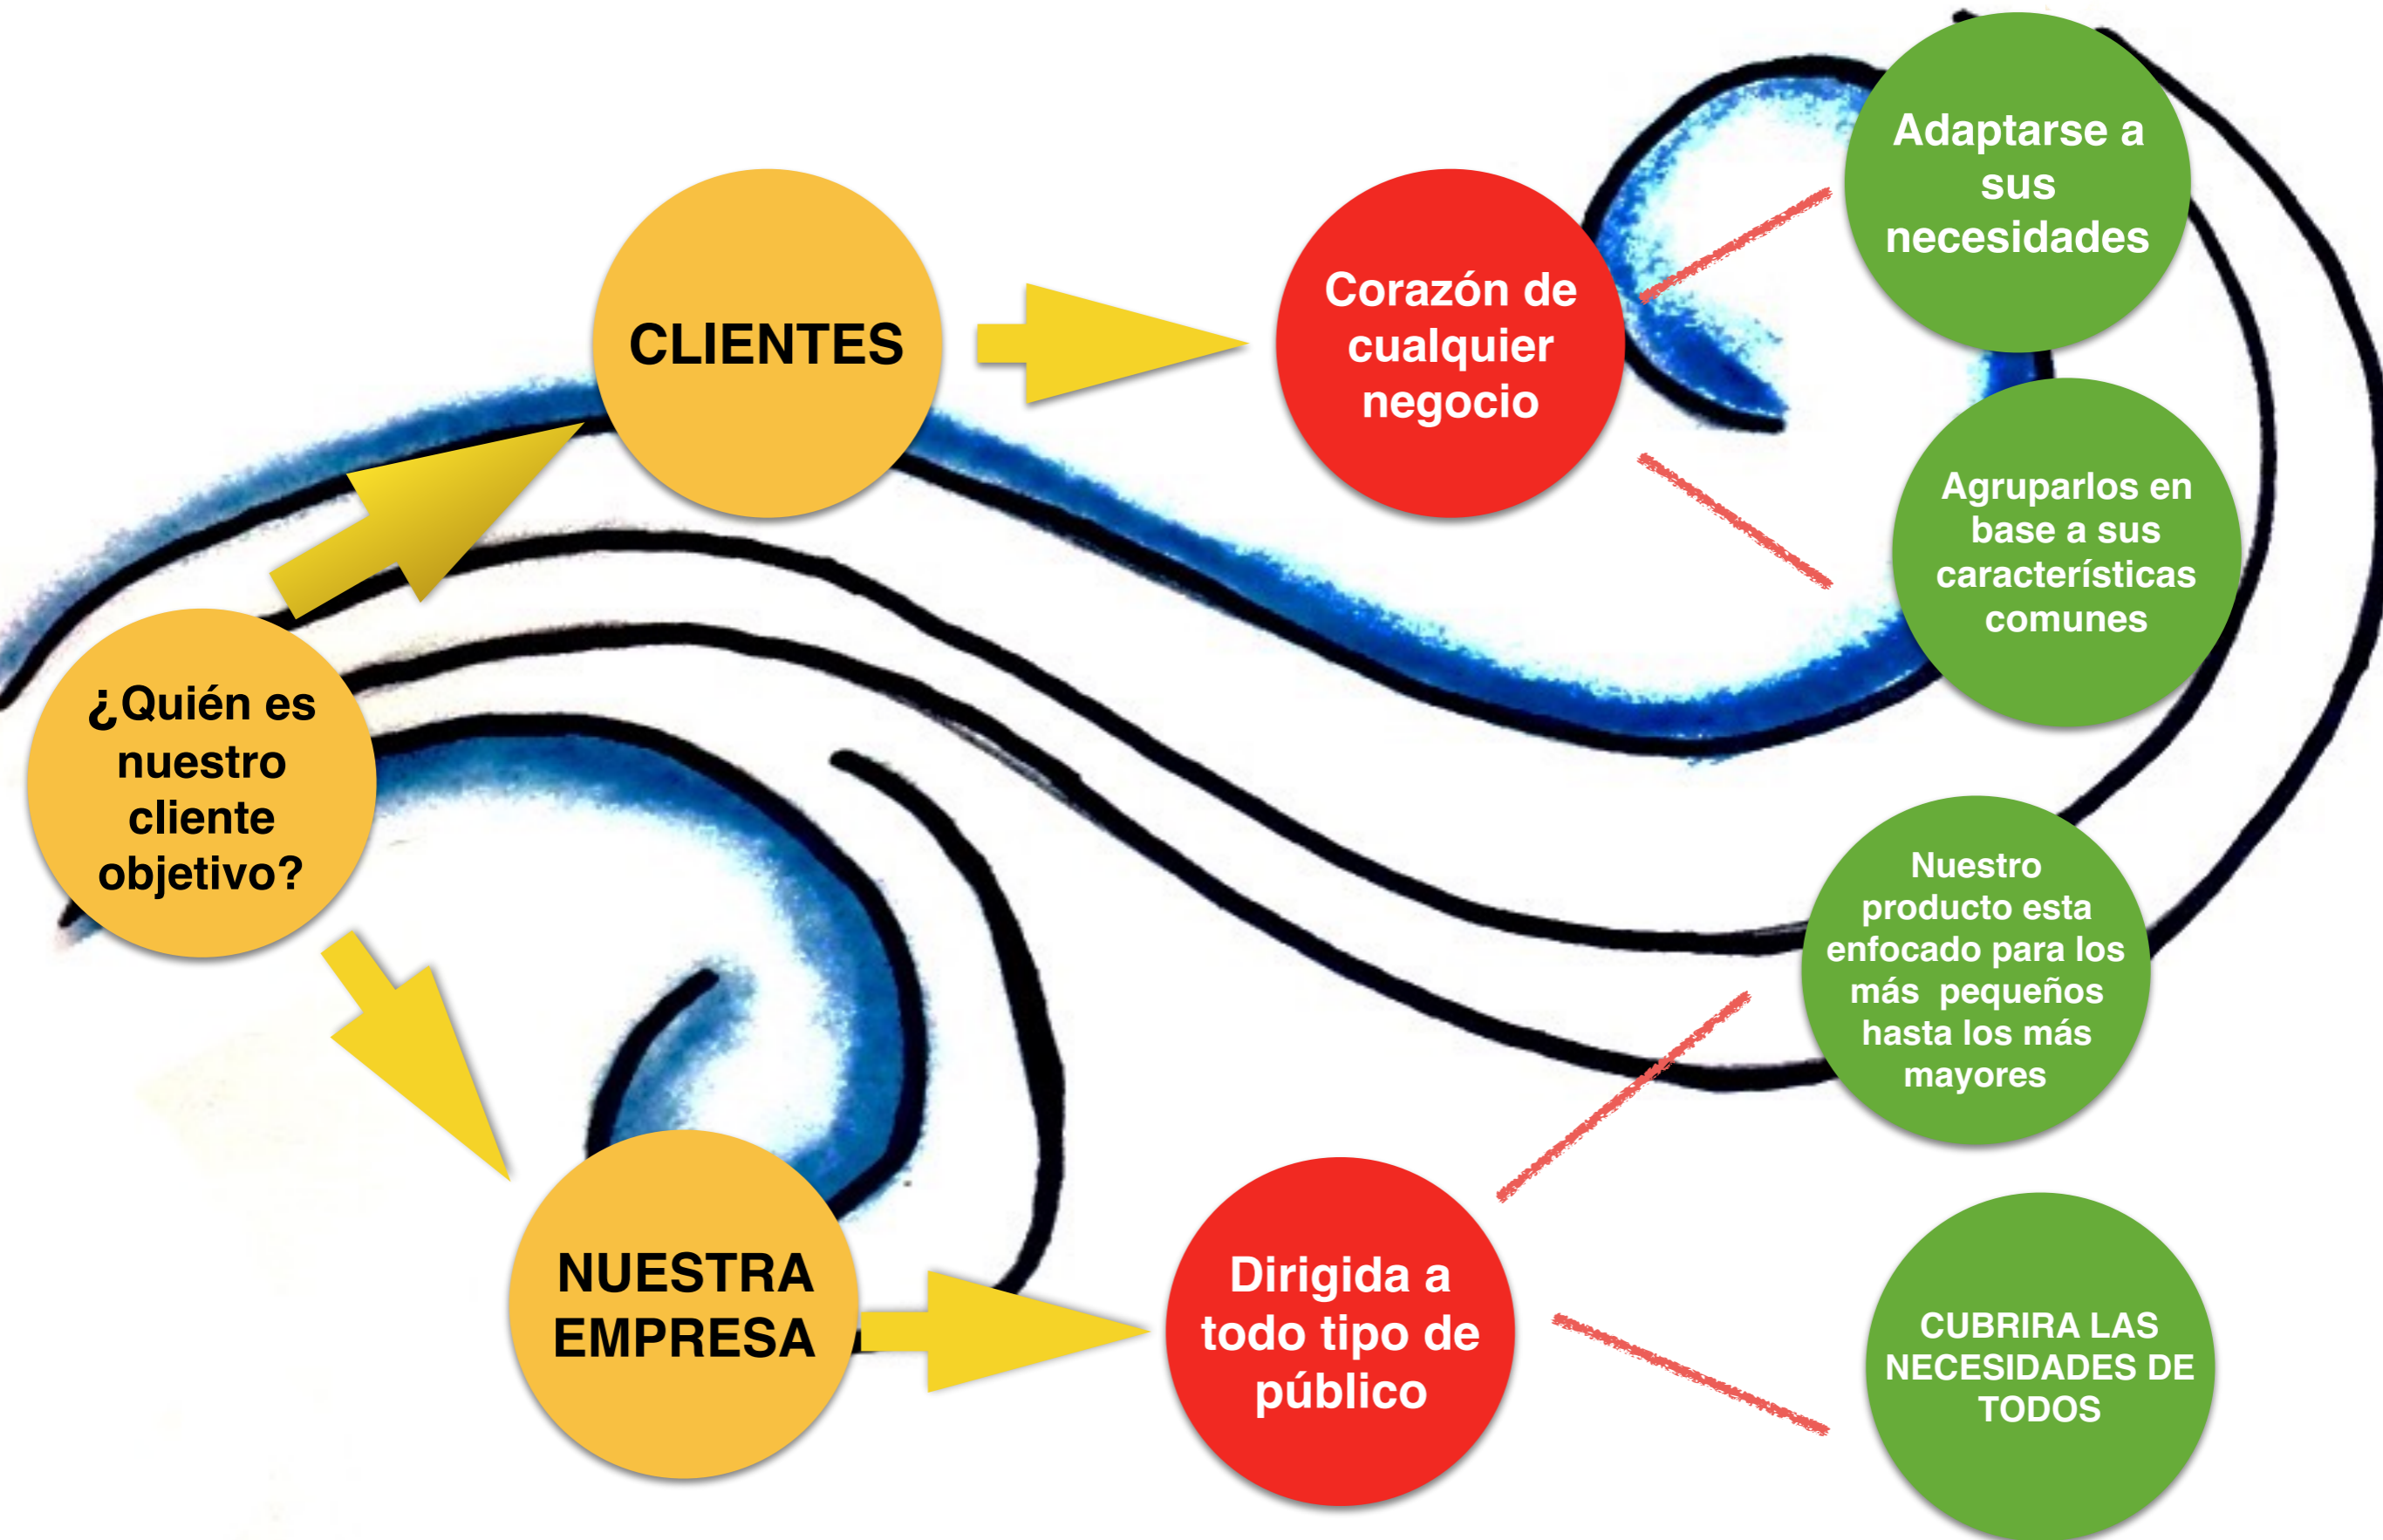 ¿Quién es
nuestro
cliente
objetivo?
CLIENTES
Corazón de
cualquier
negocio
Adaptarse a
sus
necesidades
Agruparlos en
base a sus
características
comunes
NUESTRA
EMPRESA
Dirigida a
todo tipo de
público
Nuestro
producto esta
enfocado para los
más  pequeños
hasta los más
mayores
CUBRIRA LAS
NECESIDADES DE
TODOS